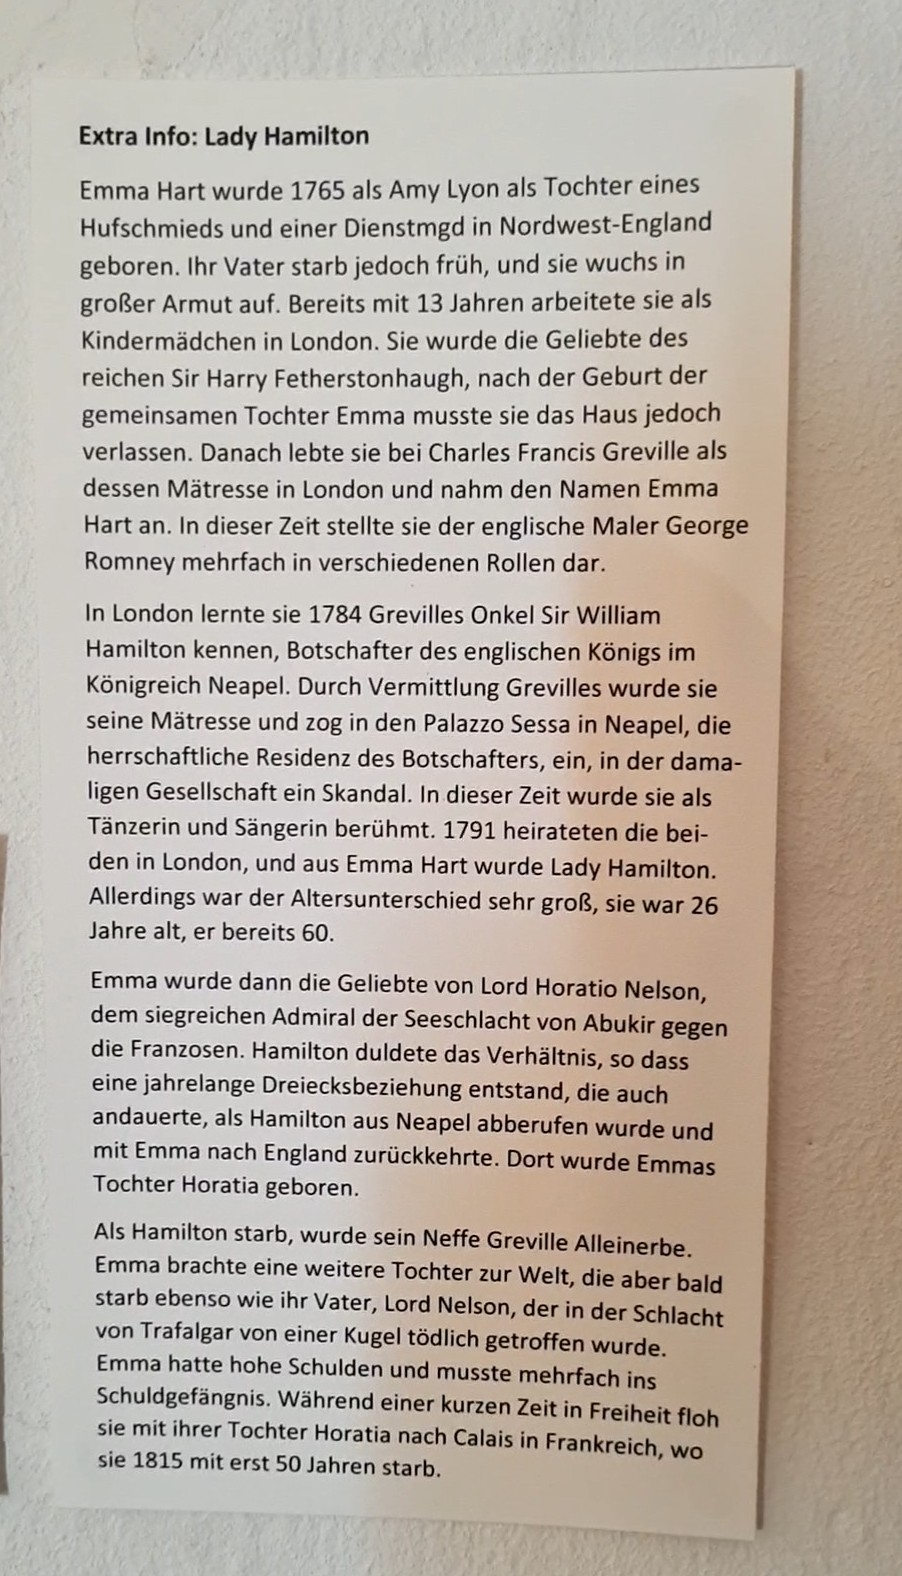 Extra Info: Lady Hamilton
Emma Hart wurde 1765 als Amy Lyon als Tochter eines
Hufschmieds und einer Dienstmgd in Nordwest-England
geboren. Ihr Vater starb jedoch früh, und sie wuchs in
großer Armut auf. Bereits mit 13 Jahren arbeitete sie als
Kindermädchen in London. Sie wurde die Geliebte des
reichen Sir Harry Fetherstonhaugh, nach der Geburt der
gemeinsamen Tochter Emma musste sie das Haus jedoch
verlassen. Danach lebte sie bei Charles Francis Greville als
dessen Mätresse in London und nahm den Namen Emma
Hart an. In dieser Zeit stellte sie der englische Maler George
Romney mehrfach in verschiedenen Rollen dar.
In London lernte sie 1784 Grevilles Onkel Sir William
Hamilton kennen, Botschafter des englischen Königs im
Königreich Neapel. Durch Vermittlung Grevilles wurde sie
seine Mätresse und zog in den Palazzo Sessa in Neapel, die
herrschaftliche Residenz des Botschafters, ein, in der dama-
ligen Gesellschaft ein Skandal. In dieser Zeit wurde sie als
Tänzerin und Sängerin berühmt. 1791 heirateten die bei-
den in London, und aus Emma Hart wurde Lady Hamilton.
Allerdings war der Altersunterschied sehr groß, sie war 26
Jahre alt, er bereits 60.
Emma wurde dann die Geliebte von Lord Horatio Nelson,
dem siegreichen Admiral der Seeschlacht von Abukir gegen
die Franzosen. Hamilton duldete das Verhältnis, so dass
eine jahrelange Dreiecksbeziehung entstand, die auch
andauerte, als Hamilton aus Neapel abberufen wurde und
mit Emma nach England zurückkehrte. Dort wurde Emmas
Tochter Horatia geboren.
Als Hamilton starb, wurde sein Neffe Greville Alleinerbe.
Emma brachte eine weitere Tochter zur Welt, die aber bald
starb ebenso wie ihr Vater, Lord Nelson, der in der Schlacht
von Trafalgar von einer Kugel tödlich getroffen wurde.
Emma hatte hohe Schulden und musste mehrfach ins
Schuldgefängnis. Während einer kurzen Zeit in Freiheit floh
sie mit ihrer Tochter Horatia nach Calais in Frankreich, wo
sie 1815 mit erst 50 Jahren starb.